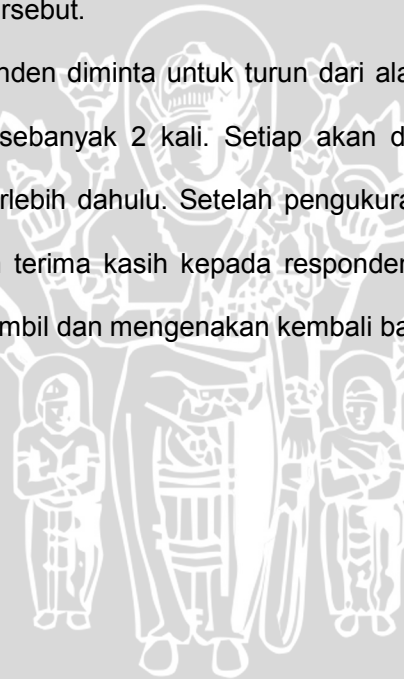 rsebut.
nden diminta untuk turun dari ala
sebanyak 2 kali. Setiap akan d
rlebih dahulu. Setelah pengukura
terima kasih kepada responden
mbil dan mengenakan kembali ba